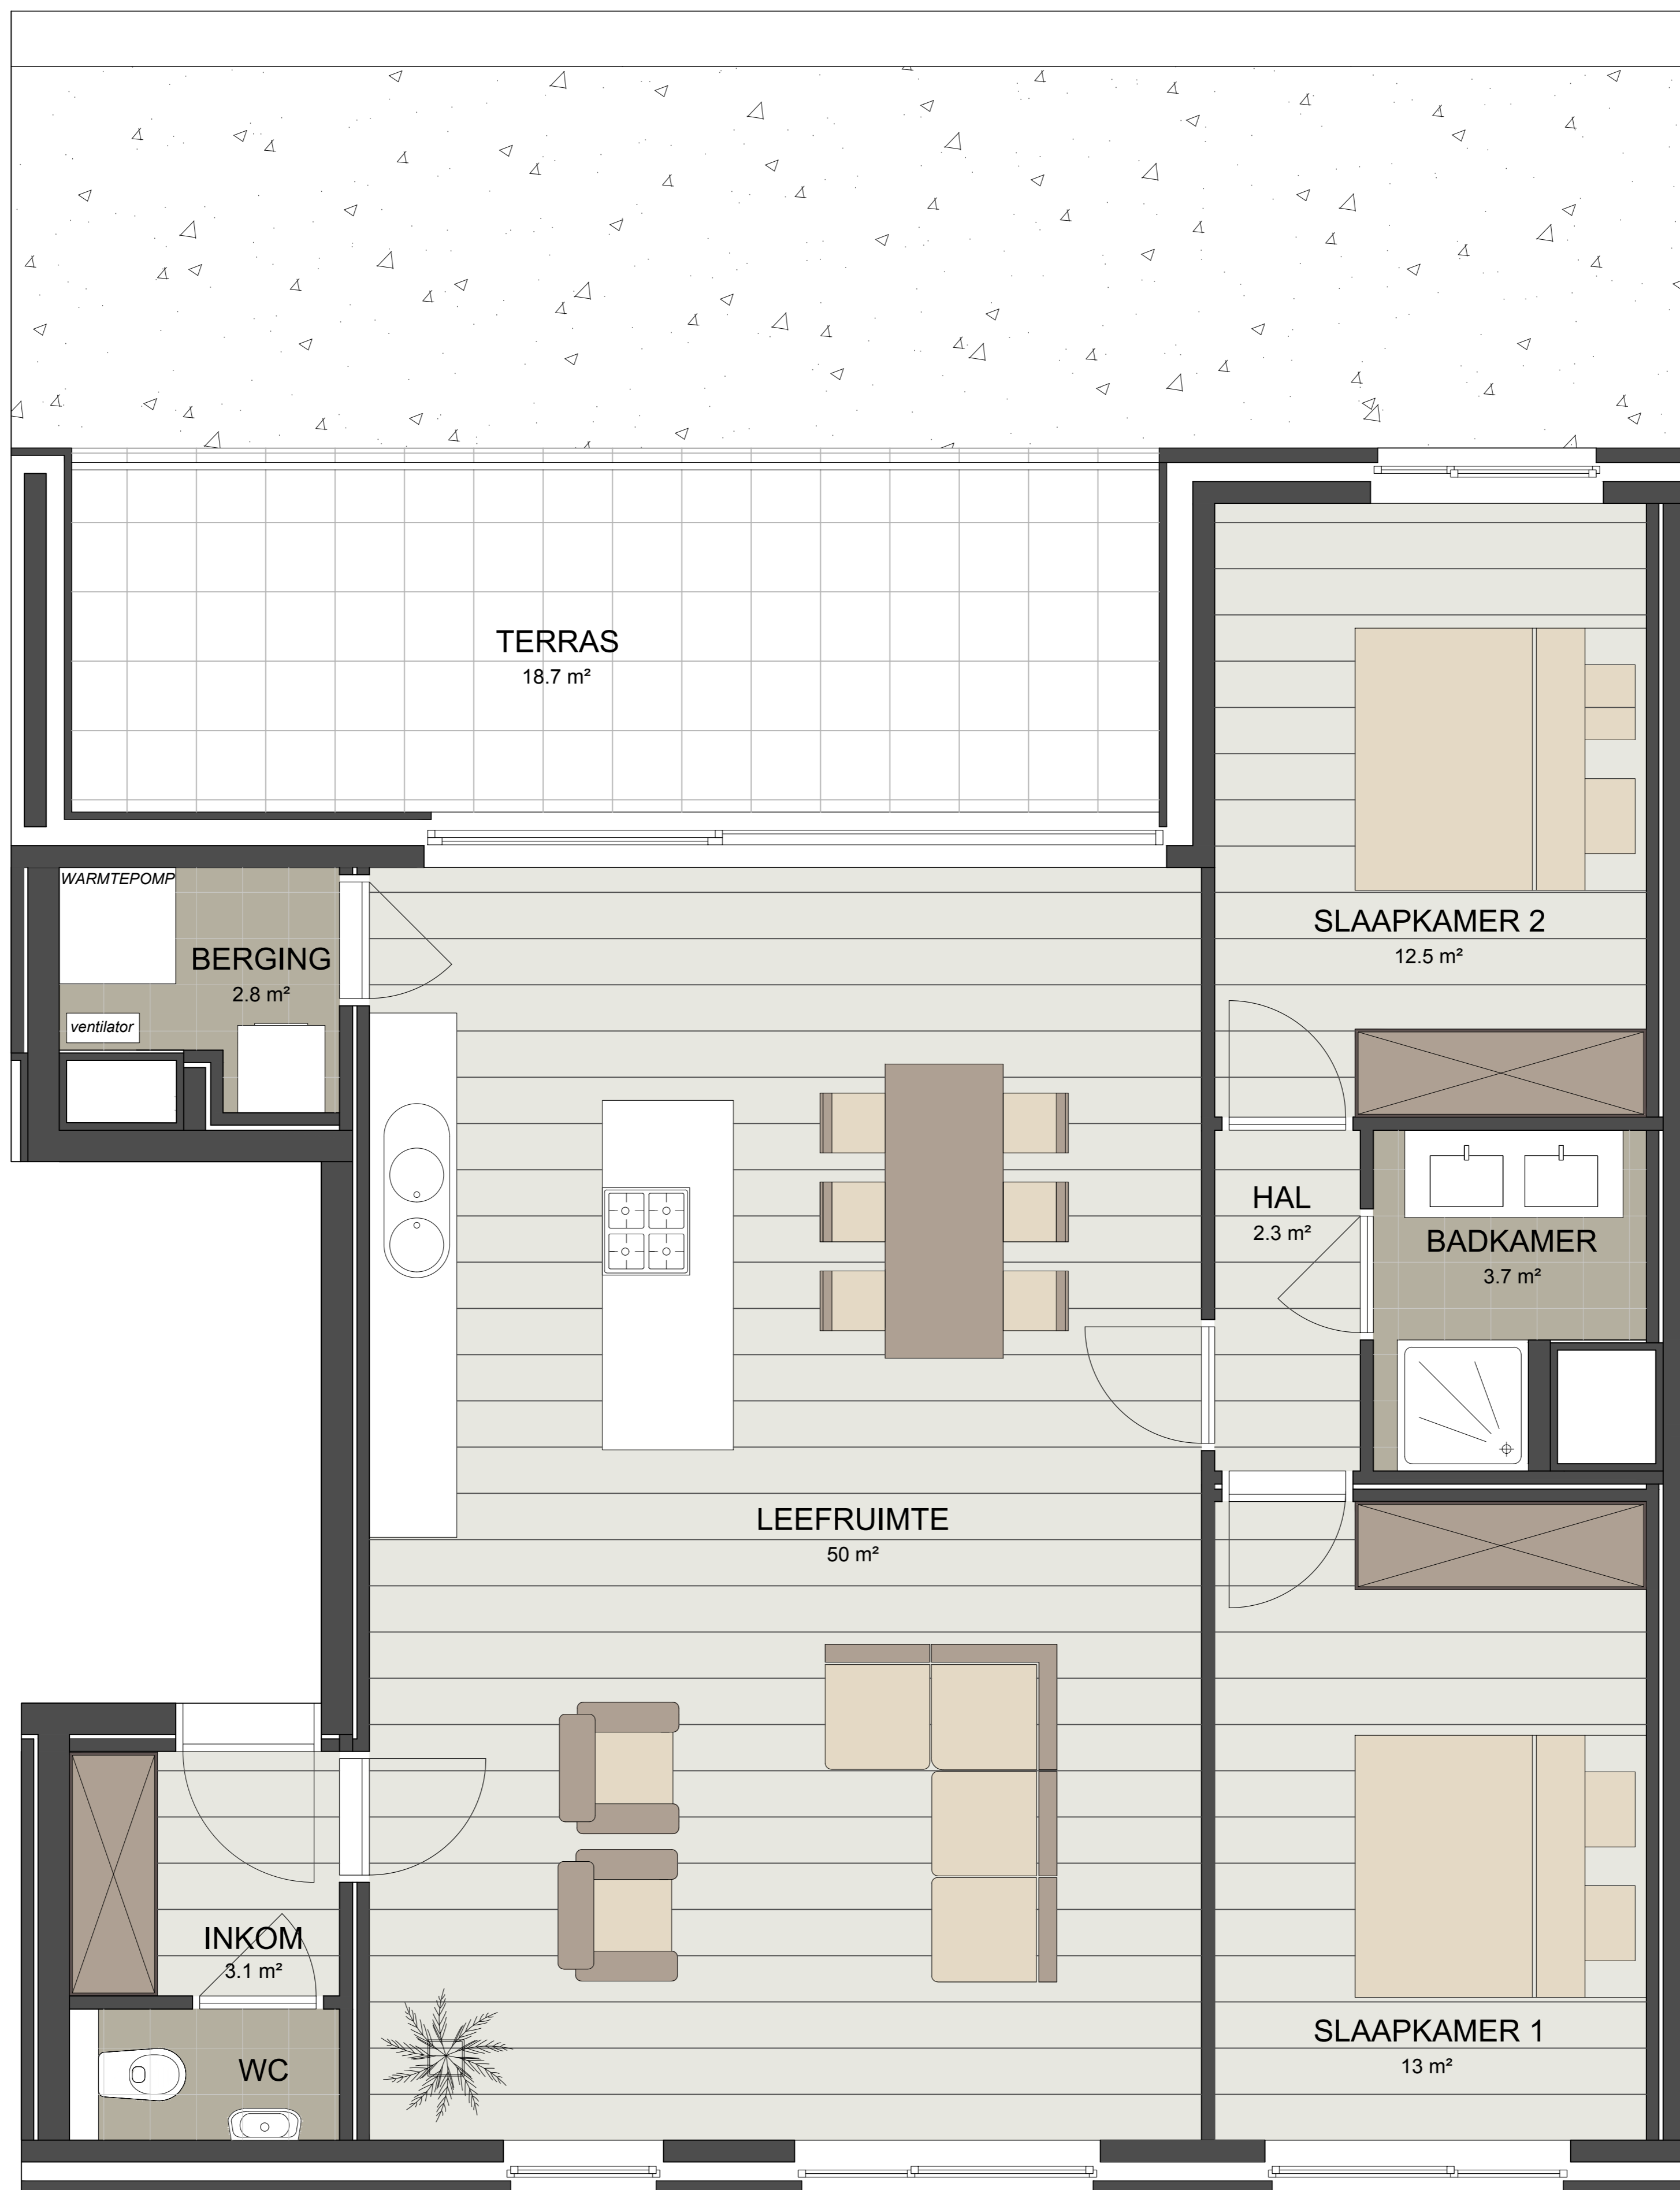 TERRAS
18.7 m²
WARMTEPOMP
BERGING
2.8 m²
ventilator
SLAAPKAMER 2
12.5 m²
HAL
2.3 m²
BADKAMER
3.7 m²
LEEFRUIMTE
50 m²
INKOM
3.1 m²
WC
SLAAPKAMER 1
13 m²